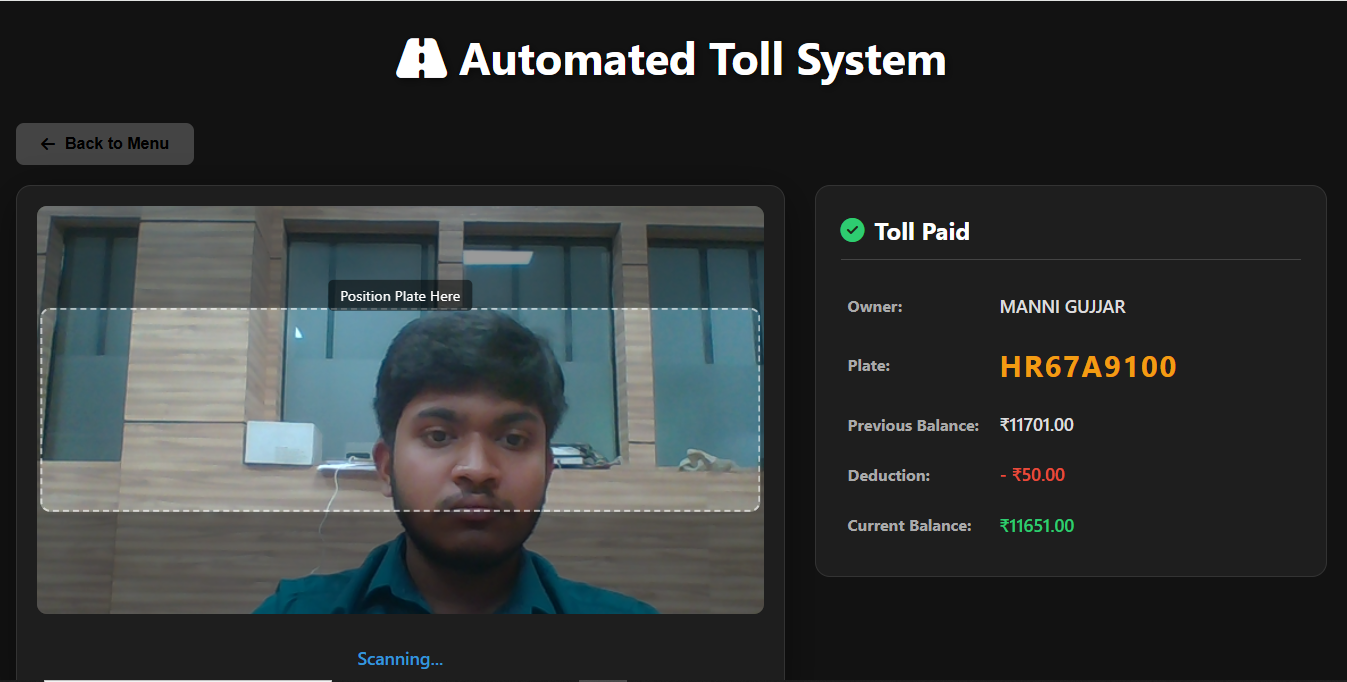 Automated Toll System
Back to Menu
Position Plate Here
Scanning...
Toll Paid
Owner: MANNI GUJJAR
Plate: HR67A9100
Previous Balance: ₹11701.00
Deduction: - ₹50.00
Current Balance: ₹11651.00